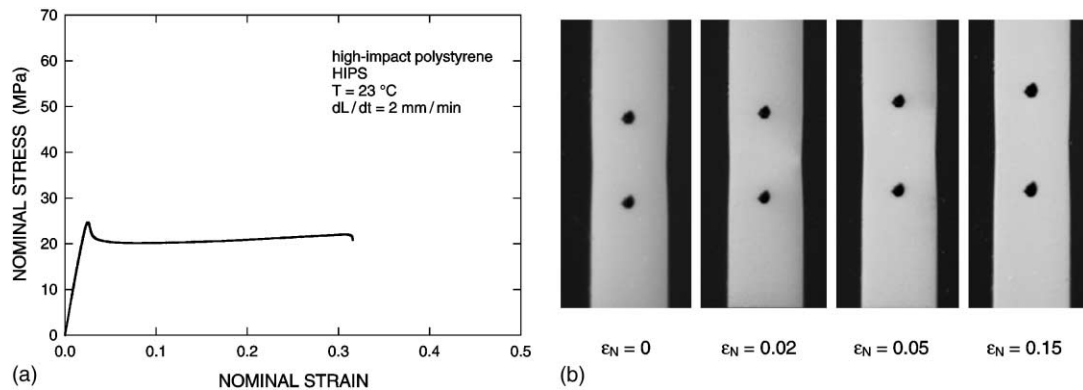 70
60
50
40
30
20
10
0
NOMINAL STRESS (MPa)
high-impact polystyrene
HIPS
T = 23 °C
dL / dt = 2 mm / min
0.0 0.1 0.2 0.3 0.4 0.5
(a) NOMINAL STRAIN
εN = 0 εN = 0.02 εN = 0.05 εN = 0.15
(b)